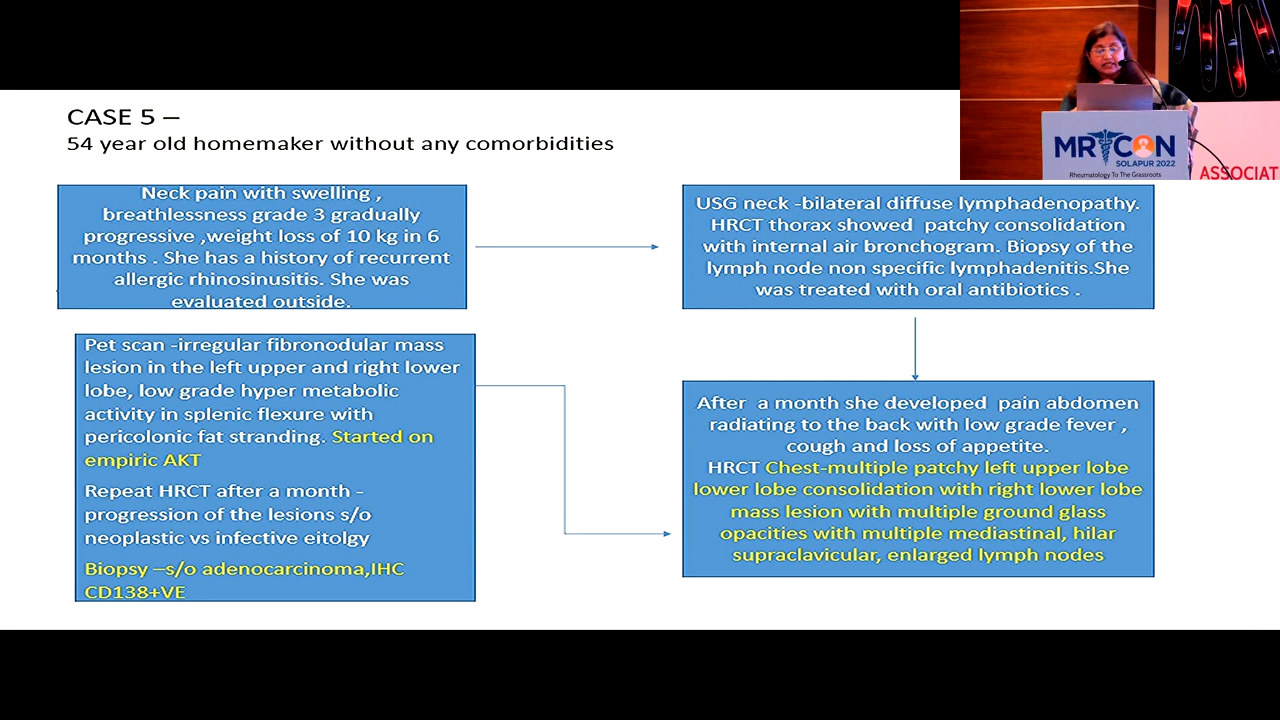 CASE 5 –
54 year old homemaker without any comorbidities
Neck pain with swelling ,
breathlessness grade 3 gradually
progressive ,weight loss of 10 kg in 6
months . She has a history of recurrent
allergic rhinosinusitis. She was
evaluated outside.
USG neck -bilateral diffuse lymphadenopathy.
HRCT thorax showed patchy consolidation
with internal air bronchogram. Biopsy of the
lymph node non specific lymphadenitis.She
was treated with oral antibiotics .
After a month she developed pain abdomen
radiating to the back with low grade fever ,
cough and loss of appetite.
HRCT Chest-multiple patchy left upper lobe
lower lobe consolidation with right lower lobe
mass lesion with multiple ground glass
opacities with multiple mediastinal, hilar
supraclavicular, enlarged lymph nodes
Pet scan -irregular fibronodular mass
lesion in the left upper and right lower
lobe, low grade hyper metabolic
activity in splenic flexure with
pericolonic fat stranding. Started on
empiric AKT
Repeat HRCT after a month -
progression of the lesions s/o
neoplastic vs infective eitolgy
Biopsy –s/o adenocarcinoma,IHC
CD138+VE
MRCON
SOLAPUR 2022
Rheumatology To The Grassroots
ASSOCIAT